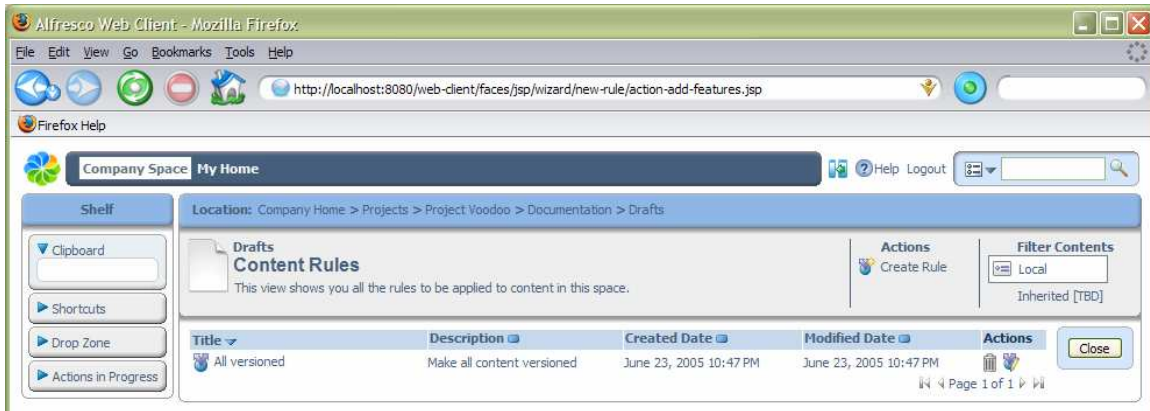 Alfresco Web Client - Mozilla Firefox
File Edit View Go Bookmarks Tools Help
http://localhost:8080/web-client/faces/jsp/wizard/new-rule/action-add-features.jsp
Firefox Help
Company Space My Home Help Logout
Shelf
Location: Company Home > Projects > Project Voodoo > Documentation > Drafts
Clipboard
Shortcuts
Drop Zone
Actions in Progress
Drafts
Content Rules
This view shows you all the rules to be applied to content in this space.
Actions
Create Rule
Filter Contents
Local
Inherited [TBD]
Title Description Created Date Modified Date Actions
All versioned Make all content versioned June 23, 2005 10:47 PM June 23, 2005 10:47 PM
Page 1 of 1
Close